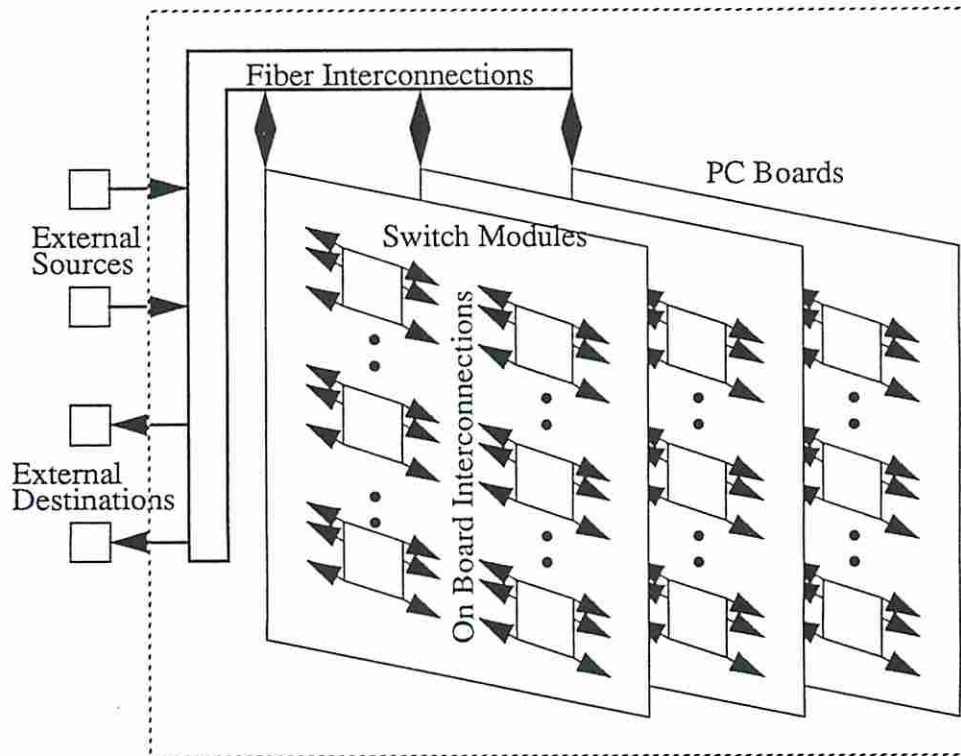 Fiber Interconnections
PC Boards
External
Sources
Switch Modules
On Board Interconnections
External
Destinations